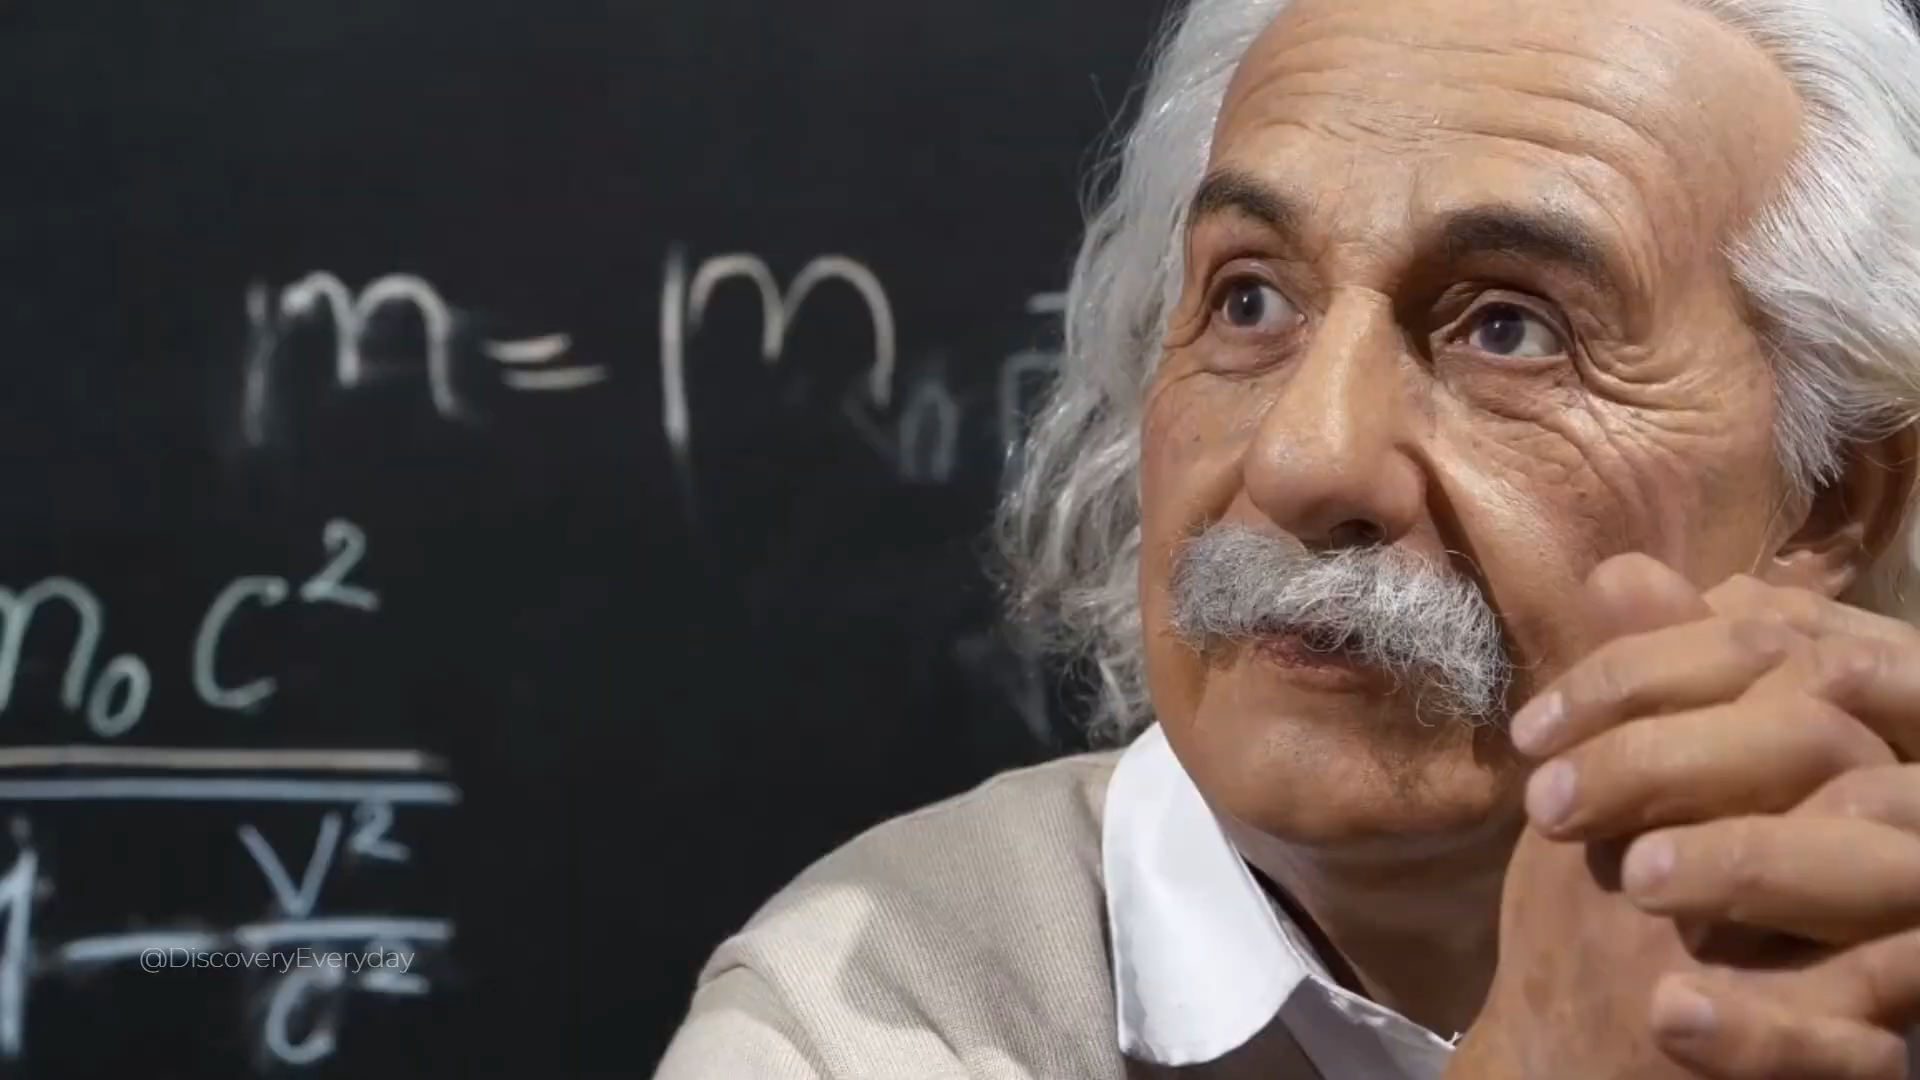 m = m₀
m₀c²
1 - v²/c²
@DiscoveryEveryday